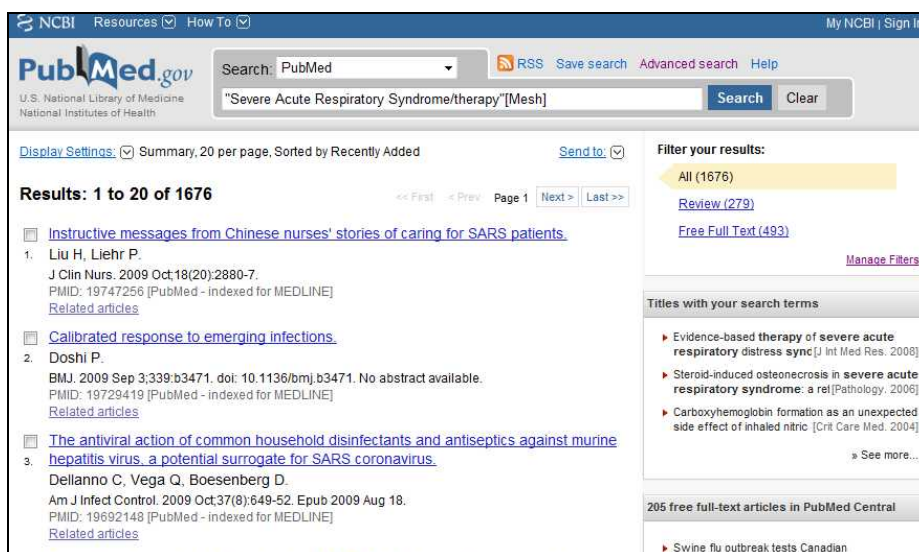 NCBI Resources How To My NCBI | Sign In
PubMed.gov
U.S. National Library of Medicine
National Institutes of Health
Search: PubMed
RSS Save search Advanced search Help
"Severe Acute Respiratory Syndrome/therapy"[Mesh]
Search Clear
Display Settings: Summary, 20 per page, Sorted by Recently Added Send to:
Results: 1 to 20 of 1676
<< First < Prev Page 1 Next > Last >>
Instructive messages from Chinese nurses' stories of caring for SARS patients.
1. Liu H, Liehr P.
J Clin Nurs. 2009 Oct;18(20):2880-7.
PMID: 19747256 [PubMed - indexed for MEDLINE]
Related articles
Calibrated response to emerging infections.
2. Doshi P.
BMJ. 2009 Sep 3;339:b3471. doi: 10.1136/bmj.b3471. No abstract available.
PMID: 19729419 [PubMed - indexed for MEDLINE]
Related articles
The antiviral action of common household disinfectants and antiseptics against murine
3. hepatitis virus, a potential surrogate for SARS coronavirus.
Dellanno C, Vega Q, Boesenberg D.
Am J Infect Control. 2009 Oct;37(8):649-52. Epub 2009 Aug 18.
PMID: 19692148 [PubMed - indexed for MEDLINE]
Related articles
Filter your results:
All (1676)
Review (279)
Free Full Text (493)
Manage Filters
Titles with your search terms
Evidence-based therapy of severe acute
respiratory distress sync [J Int Med Res. 2008]
Steroid-induced osteonecrosis in severe acute
respiratory syndrome: a ret [Pathology. 2006]
Carboxyhemoglobin formation as an unexpected
side effect of inhaled nitric [Crit Care Med. 2004]
» See more...
205 free full-text articles in PubMed Central
Swine flu outbreak tests Canadian